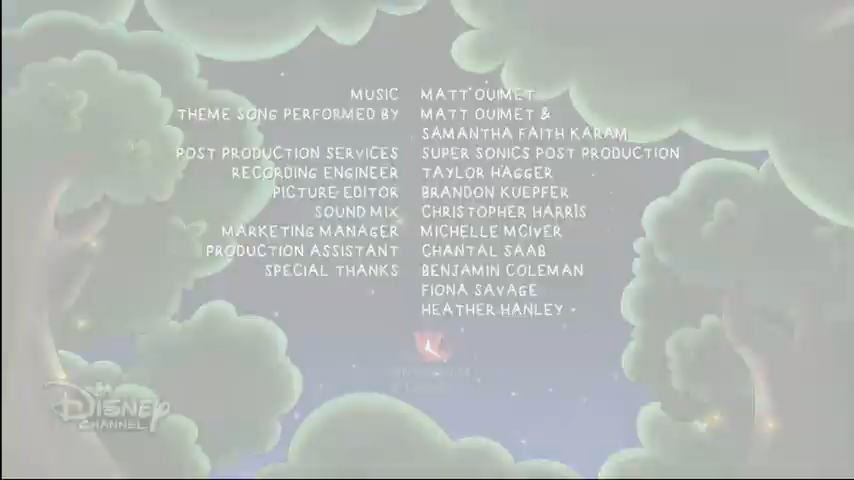 MUSIC MATT OUIMET
THEME SONG PERFORMED BY MATT OUIMET &
SAMANTHA FAITH KARAM
POST PRODUCTION SERVICES SUPER SONICS POST PRODUCTION
RECORDING ENGINEER TAYLOR HAGGER
PICTURE EDITOR BRANDON KUEPFER
SOUND MIX CHRISTOPHER HARRIS
MARKETING MANAGER MICHELLE MCIVER
PRODUCTION ASSISTANT CHANTAL SAAB
SPECIAL THANKS BENJAMIN COLEMAN
FIONA SAVAGE
HEATHER HANLEY
DISNEY
CHANNEL